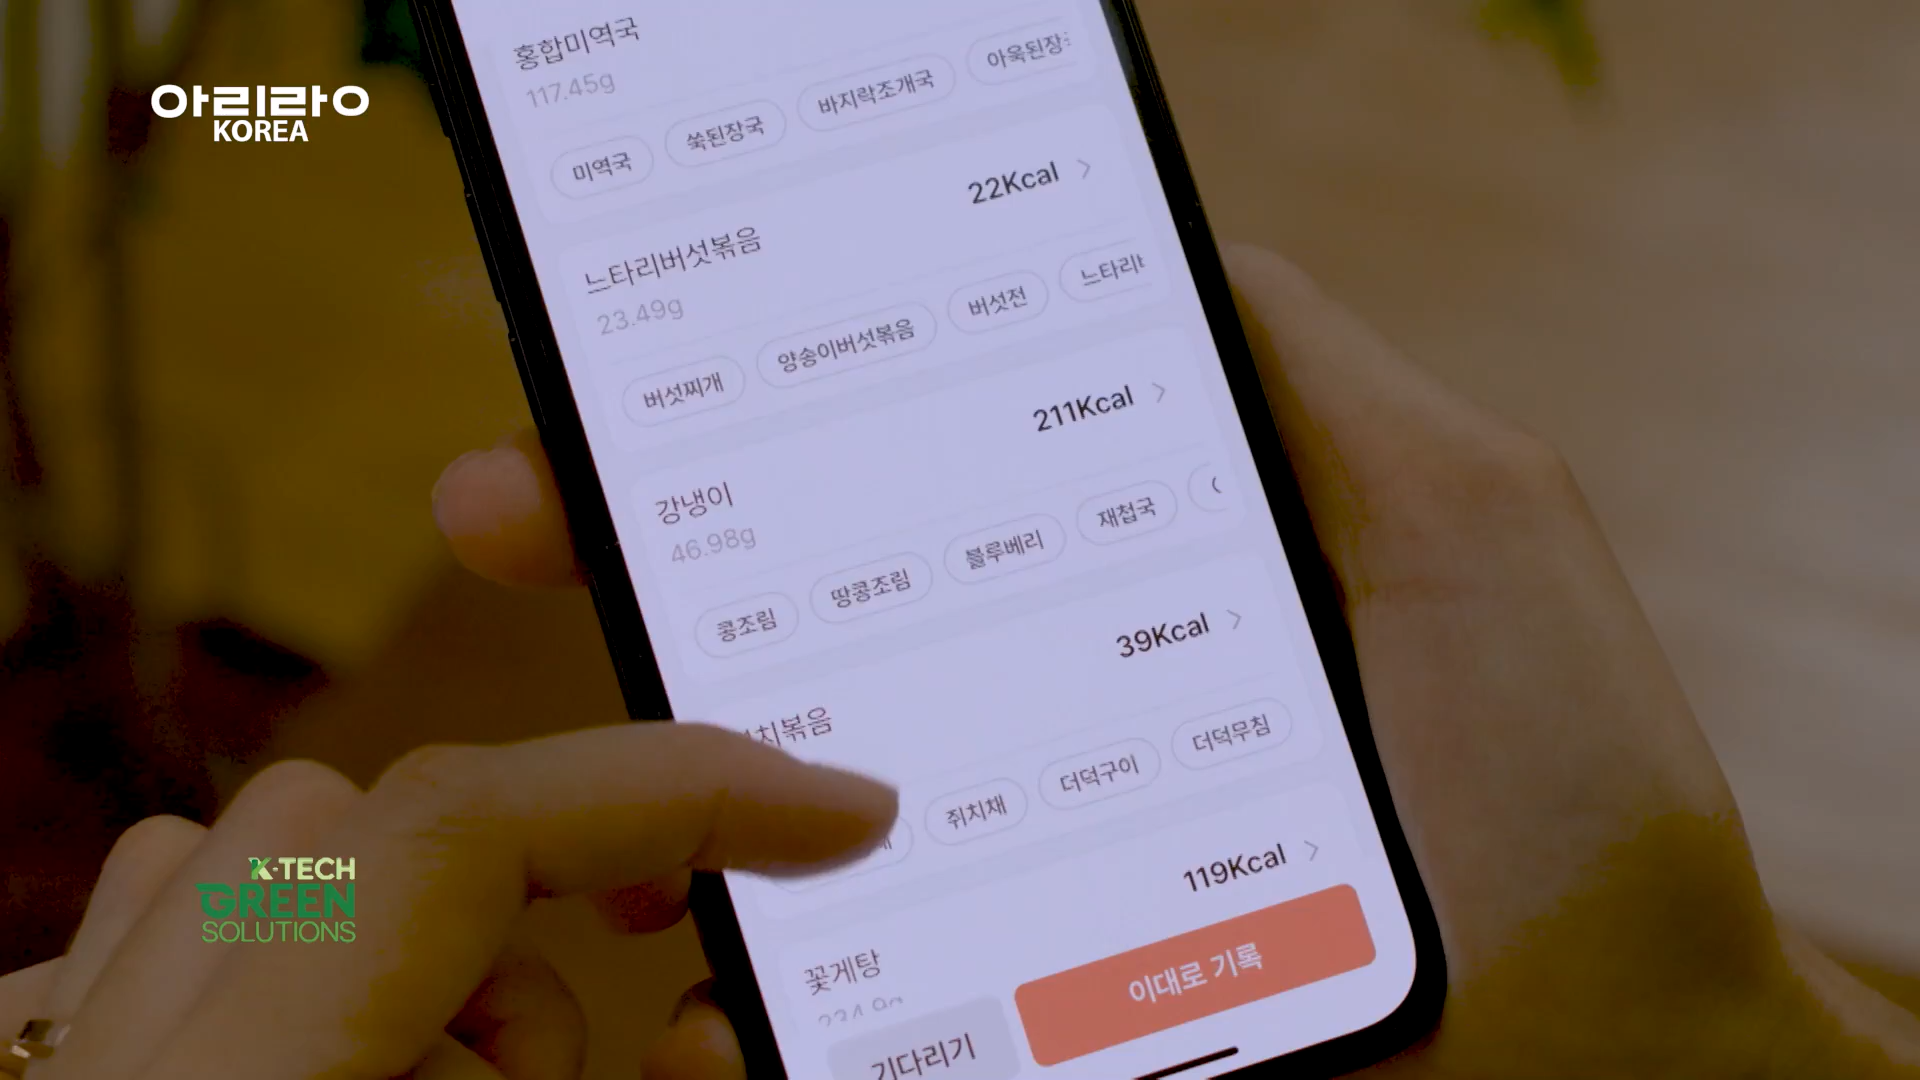 아리랑
KOREA
홍합미역국
117.45g
미역국
쑥된장국
바지락조개국
아욱된장
22Kcal
느타리버섯볶음
23.49g
버섯찌개
양송이버섯볶음
버섯전
느타리
211Kcal
강냉이
46.98g
콩조림
땅콩조림
블루베리
재첩국
39Kcal
치볶음
쥐치채
더덕구이
더덕무침
119Kcal
꽃게탕
234.9g
기다리기
이대로 기록
K-TECH
GREEN
SOLUTIONS